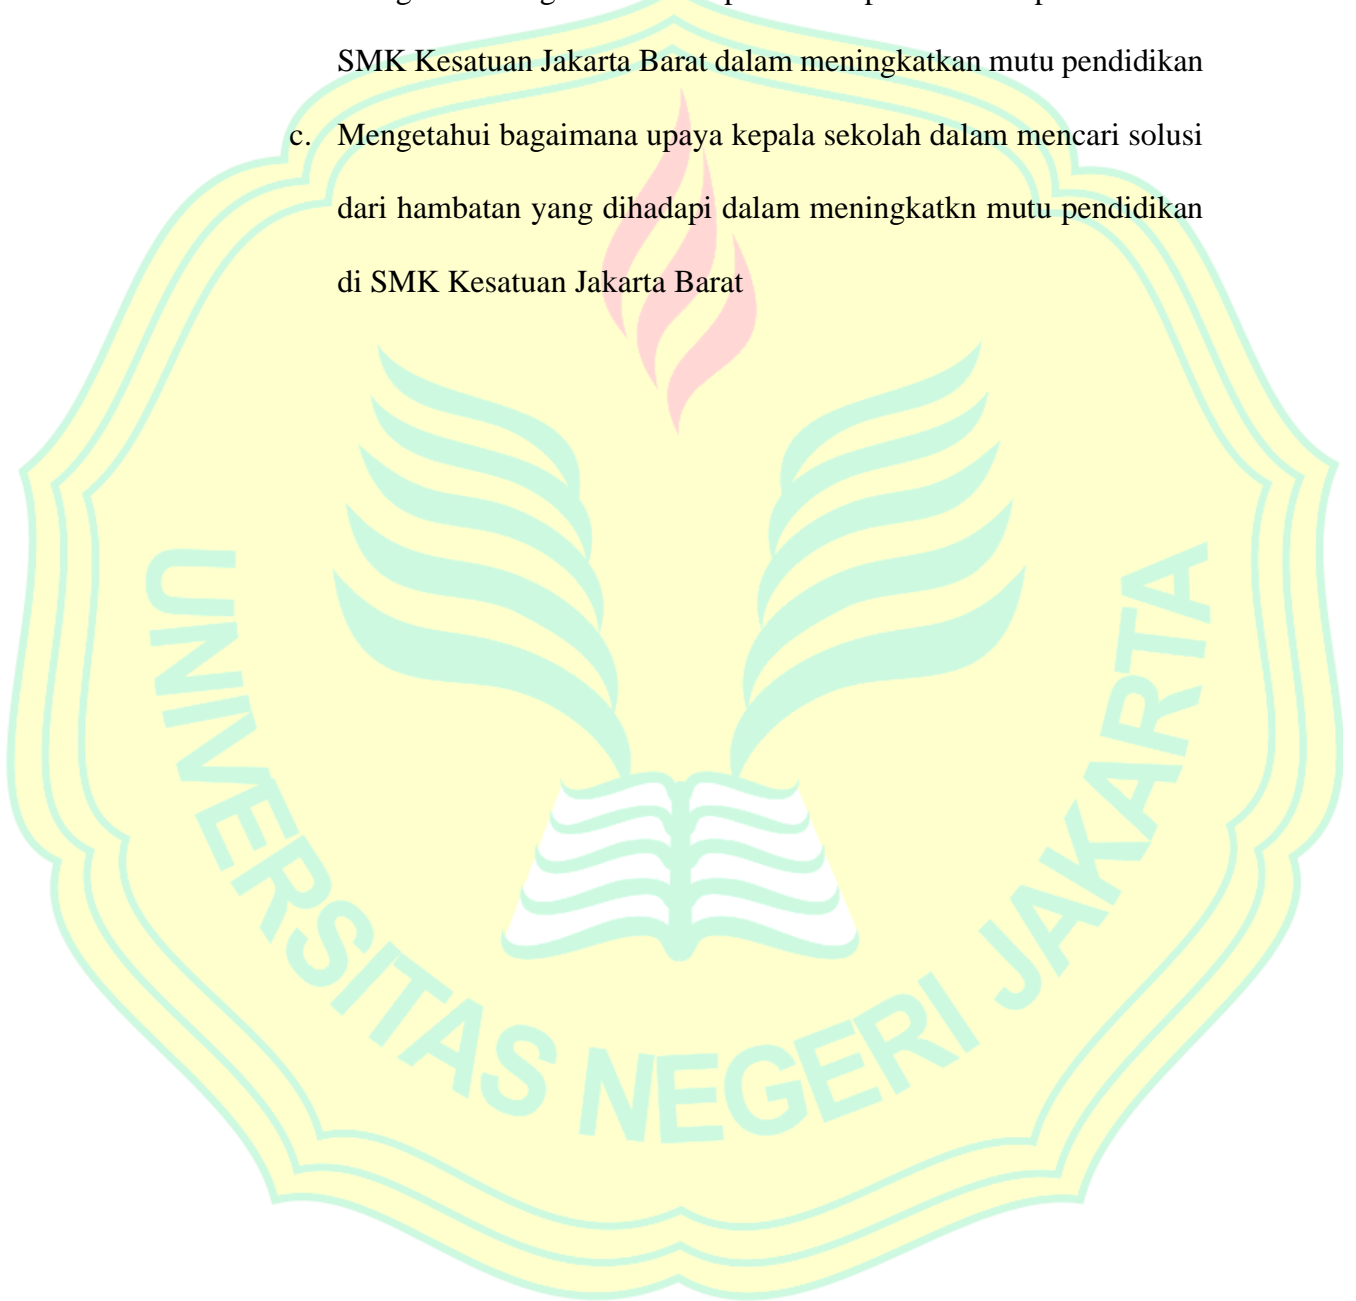 SMK Kesatuan Jakarta Barat dalam meningkatkan mutu pendidikan
c. Mengetahui bagaimana upaya kepala sekolah dalam mencari solusi
dari hambatan yang dihadapi dalam meningkatkn mutu pendidikan
di SMK Kesatuan Jakarta Barat
UNIVERSITAS NEGERI JAKARTA